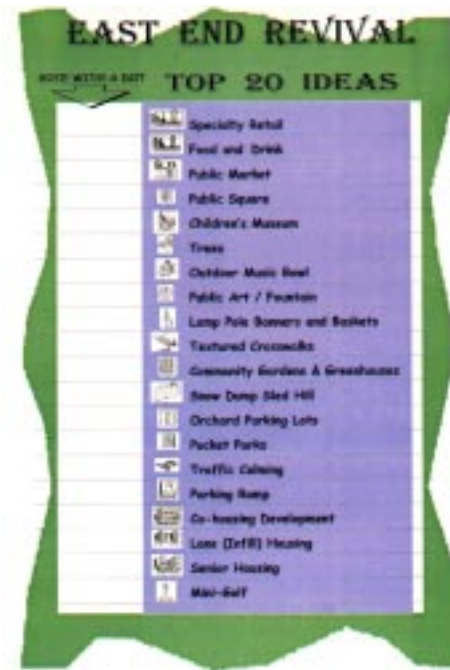 EAST END REVIVAL
VOTE WITH A DOT
TOP 20 IDEAS
Specialty Retail
Food and Drink
Public Market
Public Square
Children's Museum
Trees
Outdoor Music Bowl
Public Art / Fountain
Lamp Pole Banners and Baskets
Textured Crosswalks
Community Gardens & Greenhouses
Snow Dump Sled Hill
Orchard Parking Lots
Pocket Parks
Traffic Calming
Parking Ramp
Co-housing Development
Lane (Infill) Housing
Senior Housing
Mini-Golf